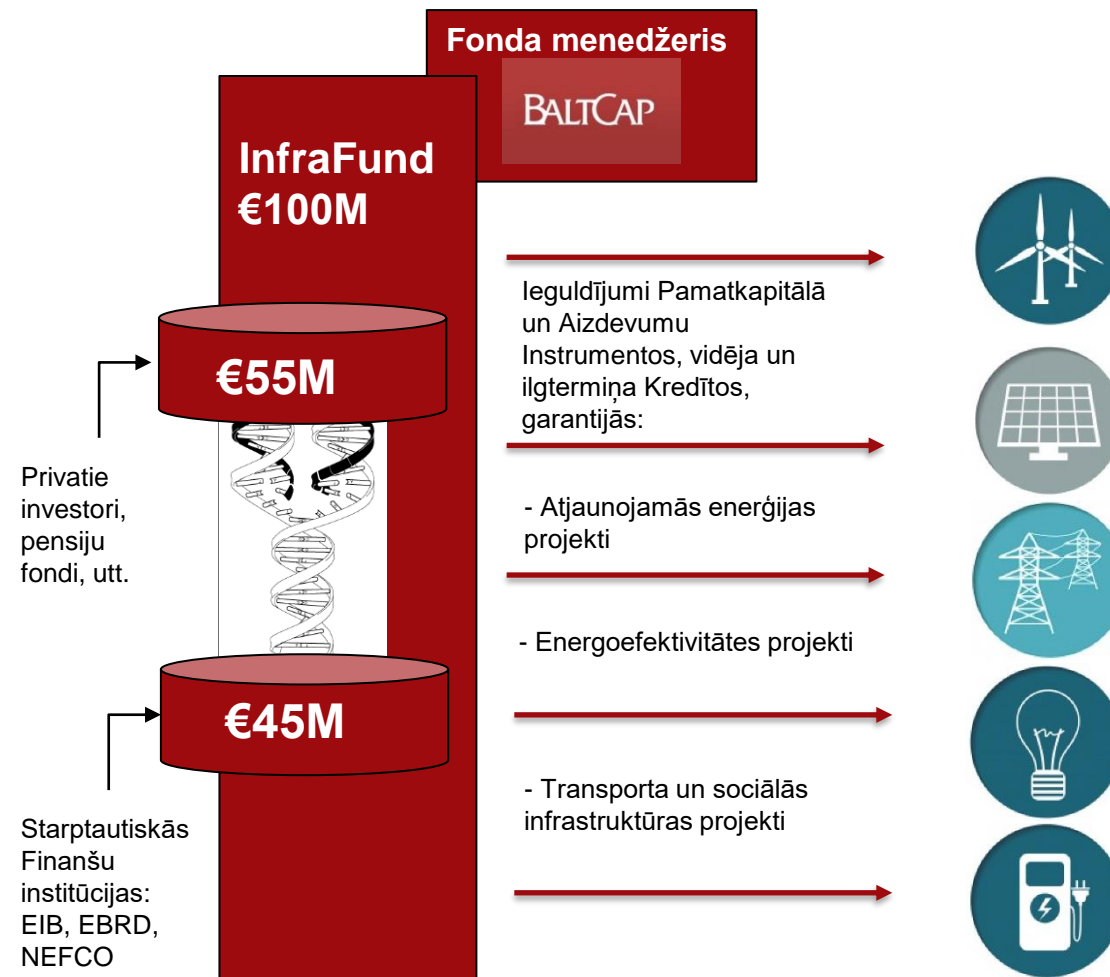 Fonda menedžeris
BALTCAP
InfraFund
€100M
€55M
Privatie
investori,
pensiju
fondi, utt.
€45M
Starptautiskās
Finanšu
institūcijas:
EIB, EBRD,
NEFCO
Ieguldījumi Pamatkapitālā
un Aizdevumu
Instrumentos, vidēja un
ilgtermiņa Kredītos,
garantijās:
- Atjaunojamās enerģijas
projekti
- Energoefektivitātes projekti
- Transporta un sociālās
infrastruktūras projekti